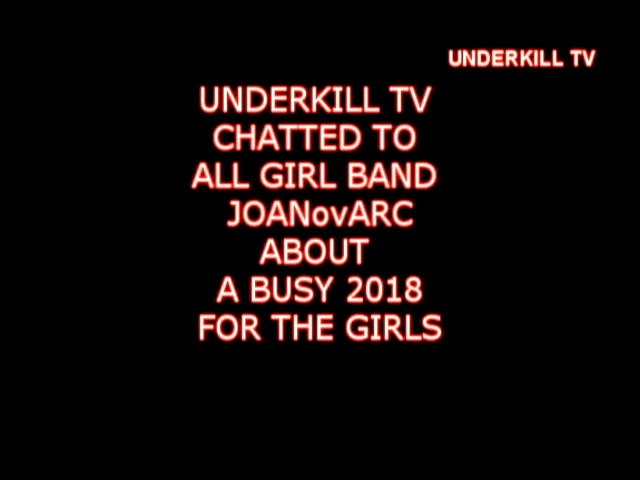 UNDERKILL TV
UNDERKILL TV
CHATTED TO
ALL GIRL BAND
JOANovARC
ABOUT
A BUSY 2018
FOR THE GIRLS